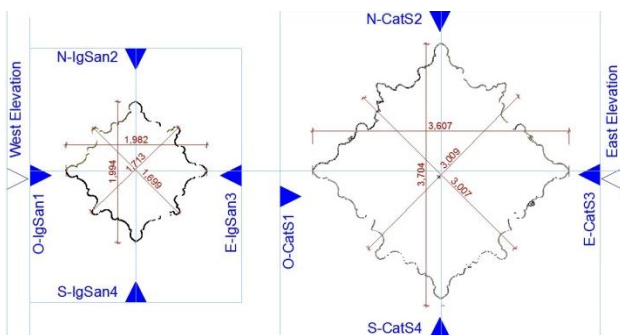 N-CatS2
N-IgSan2
West Elevation
East Elevation
1,982
3,607
1,994
1,713
1,699
3,704
3,009
3,007
O-IgSan1
E-IgSan3
O-CatS1
E-CatS3
S-IgSan4
S-CatS4